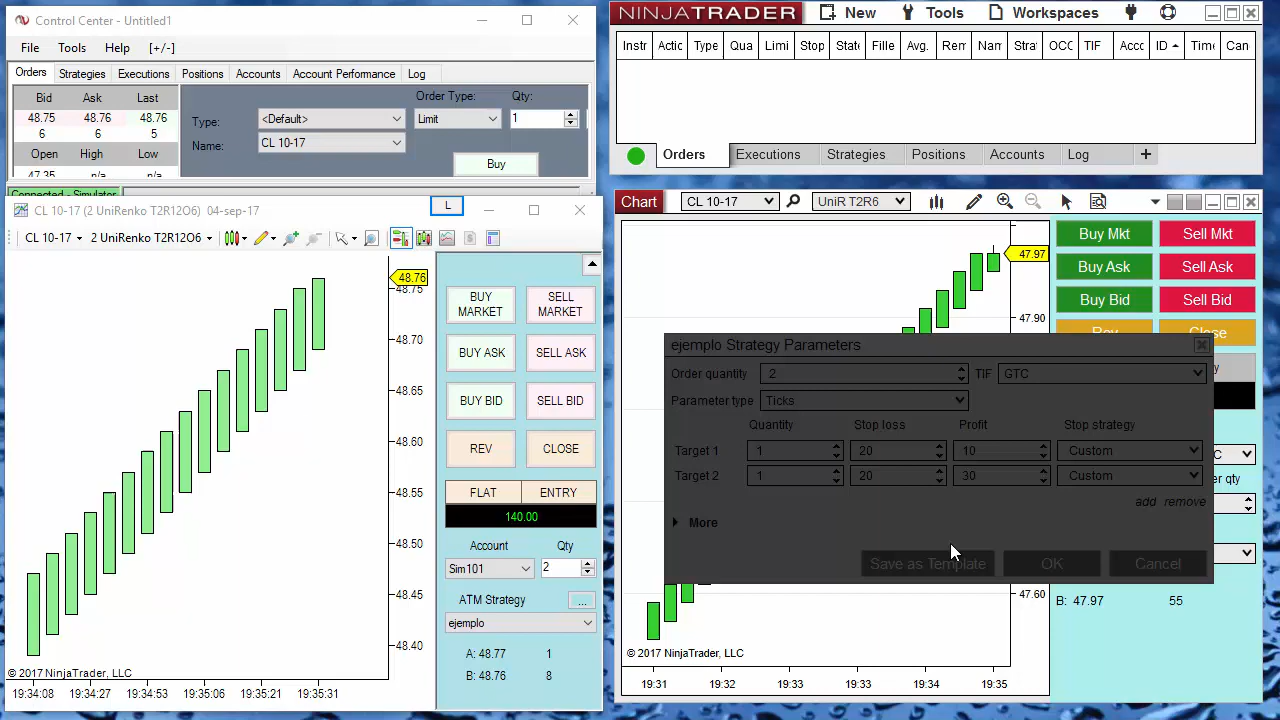 Control Center - Untitled1
File Tools Help [+/-]
Orders Strategies Executions Positions Accounts Account Performance Log
Bid Ask Last
48.75 48.76 48.76
6 6 5
Open High Low
47.35 n/a n/a
Order Type: Qty:
Type: <Default> Limit 1
Name: CL 10-17
Buy
Connected - Simulator
NINJATRADER New Tools Workspaces
Instr Actic Type Qua Limi Stop State Fille Avg. Rem Nam Stra OCC TIF Accc ID Time Can
Orders Executions Strategies Positions Accounts Log +
CL 10-17 (2 UniRenko T2R12O6) 04-sep-17
L
CL 10-17 2 UniRenko T2R12O6
48.76
48.75
48.70
48.65
48.60
48.55
48.50
48.45
48.40
© 2017 NinjaTrader, LLC
19:34:08 19:34:27 19:34:53 19:35:06 19:35:21 19:35:31
BUY MARKET SELL MARKET
BUY ASK SELL ASK
BUY BID SELL BID
REV CLOSE
FLAT ENTRY
140.00
Account Qty
Sim101 2
ATM Strategy ...
ejemplo
A: 48.77 1
B: 48.76 8
Chart CL 10-17 UniR T2R6
47.97
47.90
47.60
Buy Mkt Sell Mkt
Buy Ask Sell Ask
Buy Bid Sell Bid
Rev Close
ejemplo Strategy Parameters
Order quantity 2 TIF GTC
Parameter type Ticks
Quantity Stop loss Profit Stop strategy
Target 1 1 20 10 Custom
Target 2 1 20 30 Custom
add remove
More
Save as Template OK Cancel
B: 47.97 55
© 2017 NinjaTrader, LLC
19:31 19:32 19:33 19:33 19:34 19:35